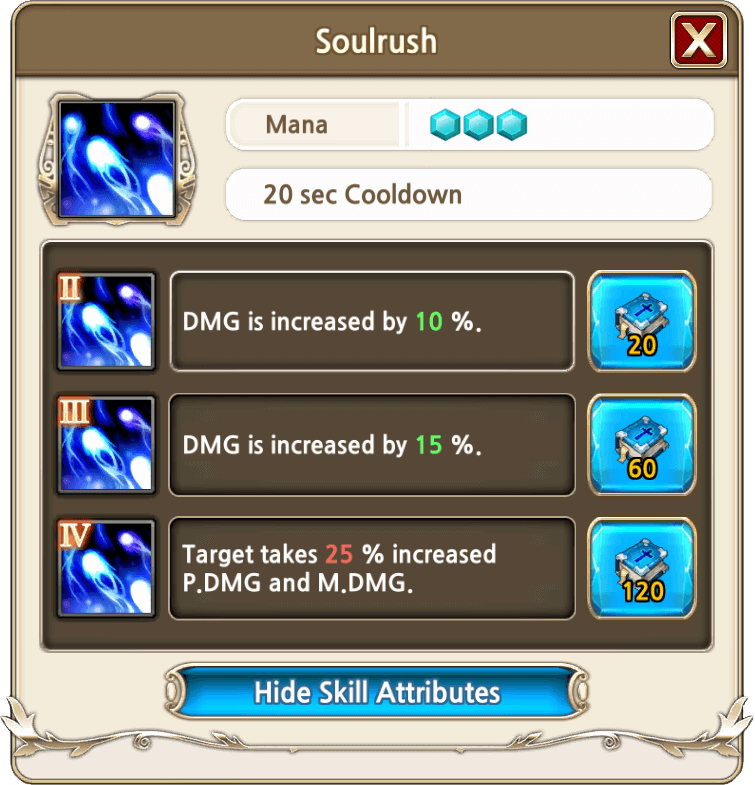 Soulrush
X
Mana
20 sec Cooldown
II
DMG is increased by 10 %.
20
III
DMG is increased by 15 %.
60
IV
Target takes 25 % increased
P.DMG and M.DMG.
120
Hide Skill Attributes